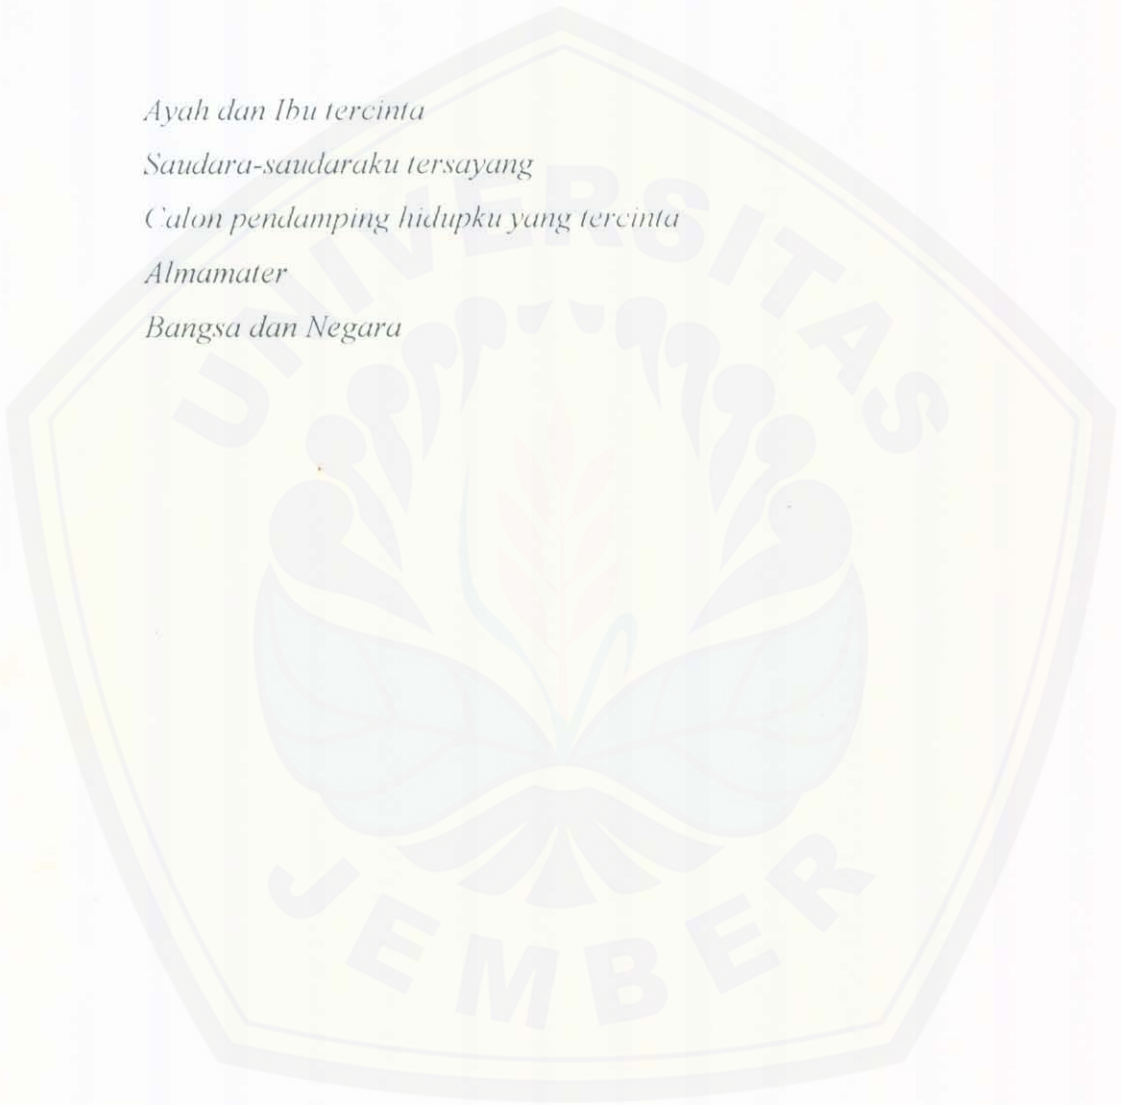 Ayah dan Ibu tercinta
Saudara-saudaraku tersayang
Calon pendamping hidupku yang tercinta
Almamater
Bangsa dan Negara
UNIVERSITAS
JEMBER